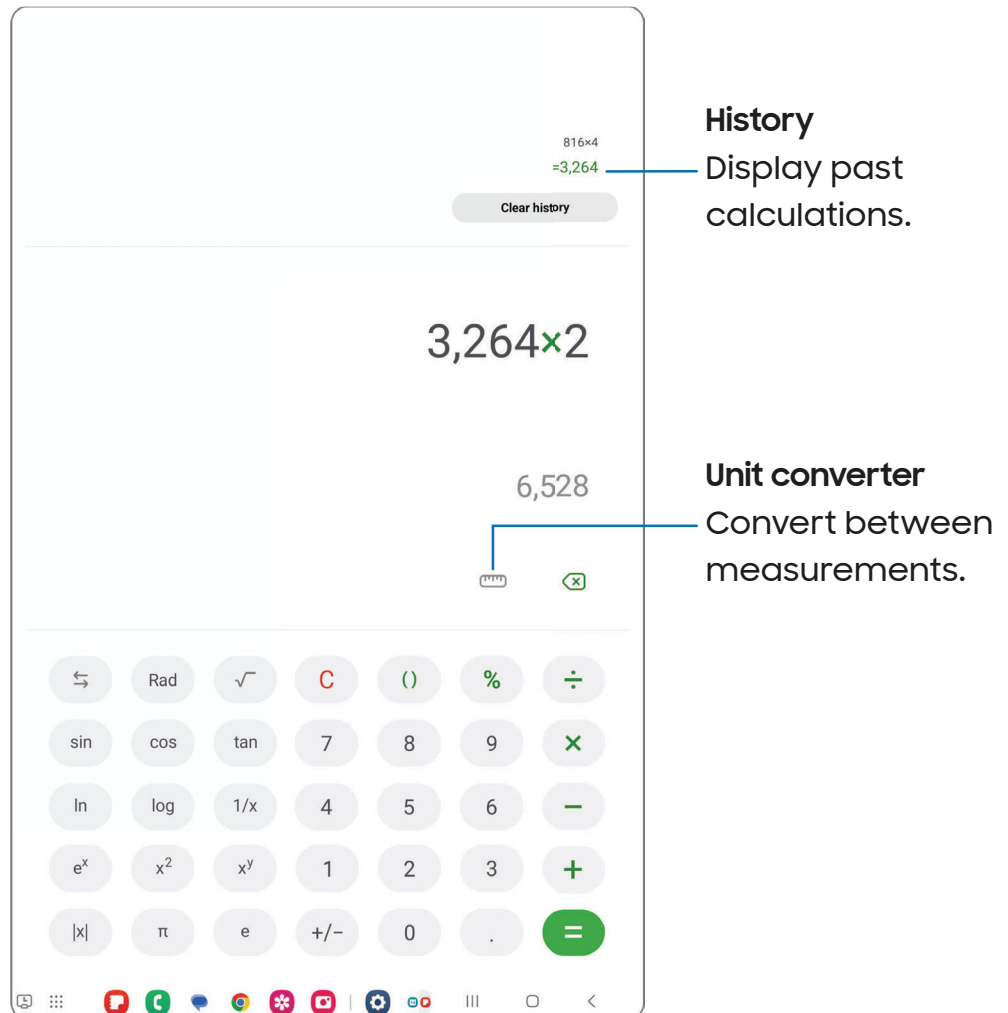 816×4
=3,264
Clear history
History
Display past
calculations.
3,264×2
6,528
Unit converter
Convert between
measurements.
Rad √ C () % ÷
sin cos tan 7 8 9 ×
ln log 1/x 4 5 6 −
eˣ x² xʸ 1 2 3 +
|x| π e +/− 0 . =